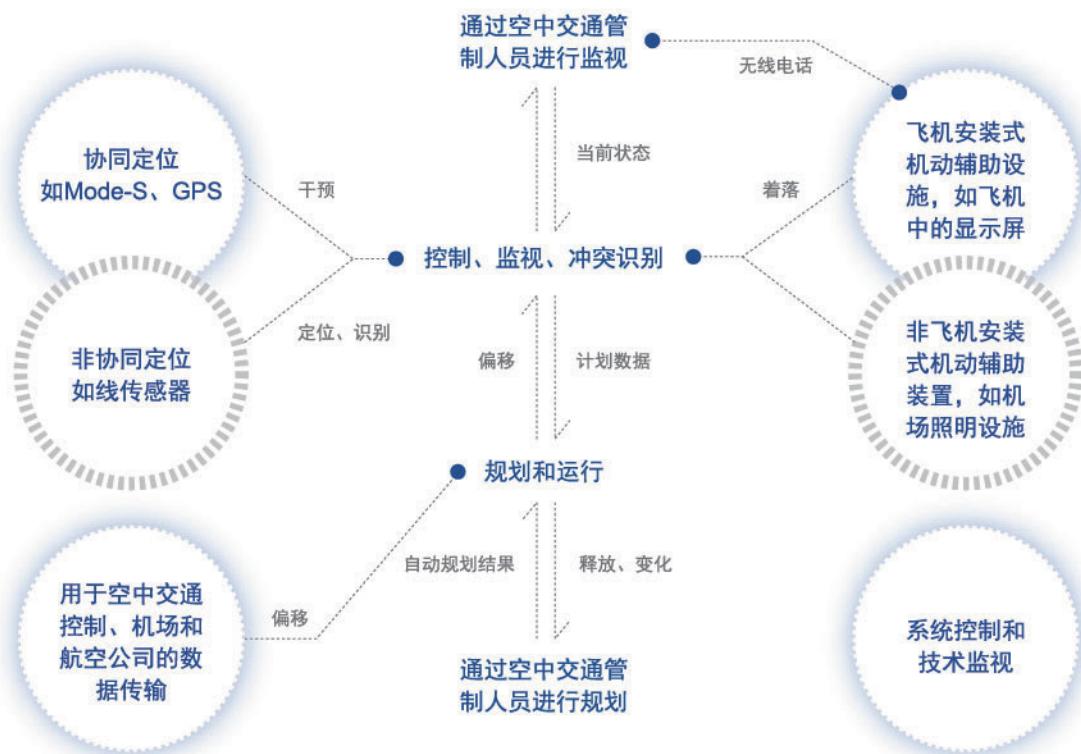 通过空中交通管
制人员进行监视
无线电话
协同定位
如Mode-S、GPS
干预
当前状态
着落
飞机安装式
机动辅助设
施，如飞机
中的显示屏
控制、监视、冲突识别
非协同定位
如线传感器
定位、识别
偏移
计划数据
非飞机安装
式机动辅助
装置，如机
场照明设施
规划和运行
自动规划结果
释放、变化
用于空中交通
控制、机场和
航空公司的数
据传输
偏移
通过空中交通管
制人员进行规划
系统控制和
技术监视